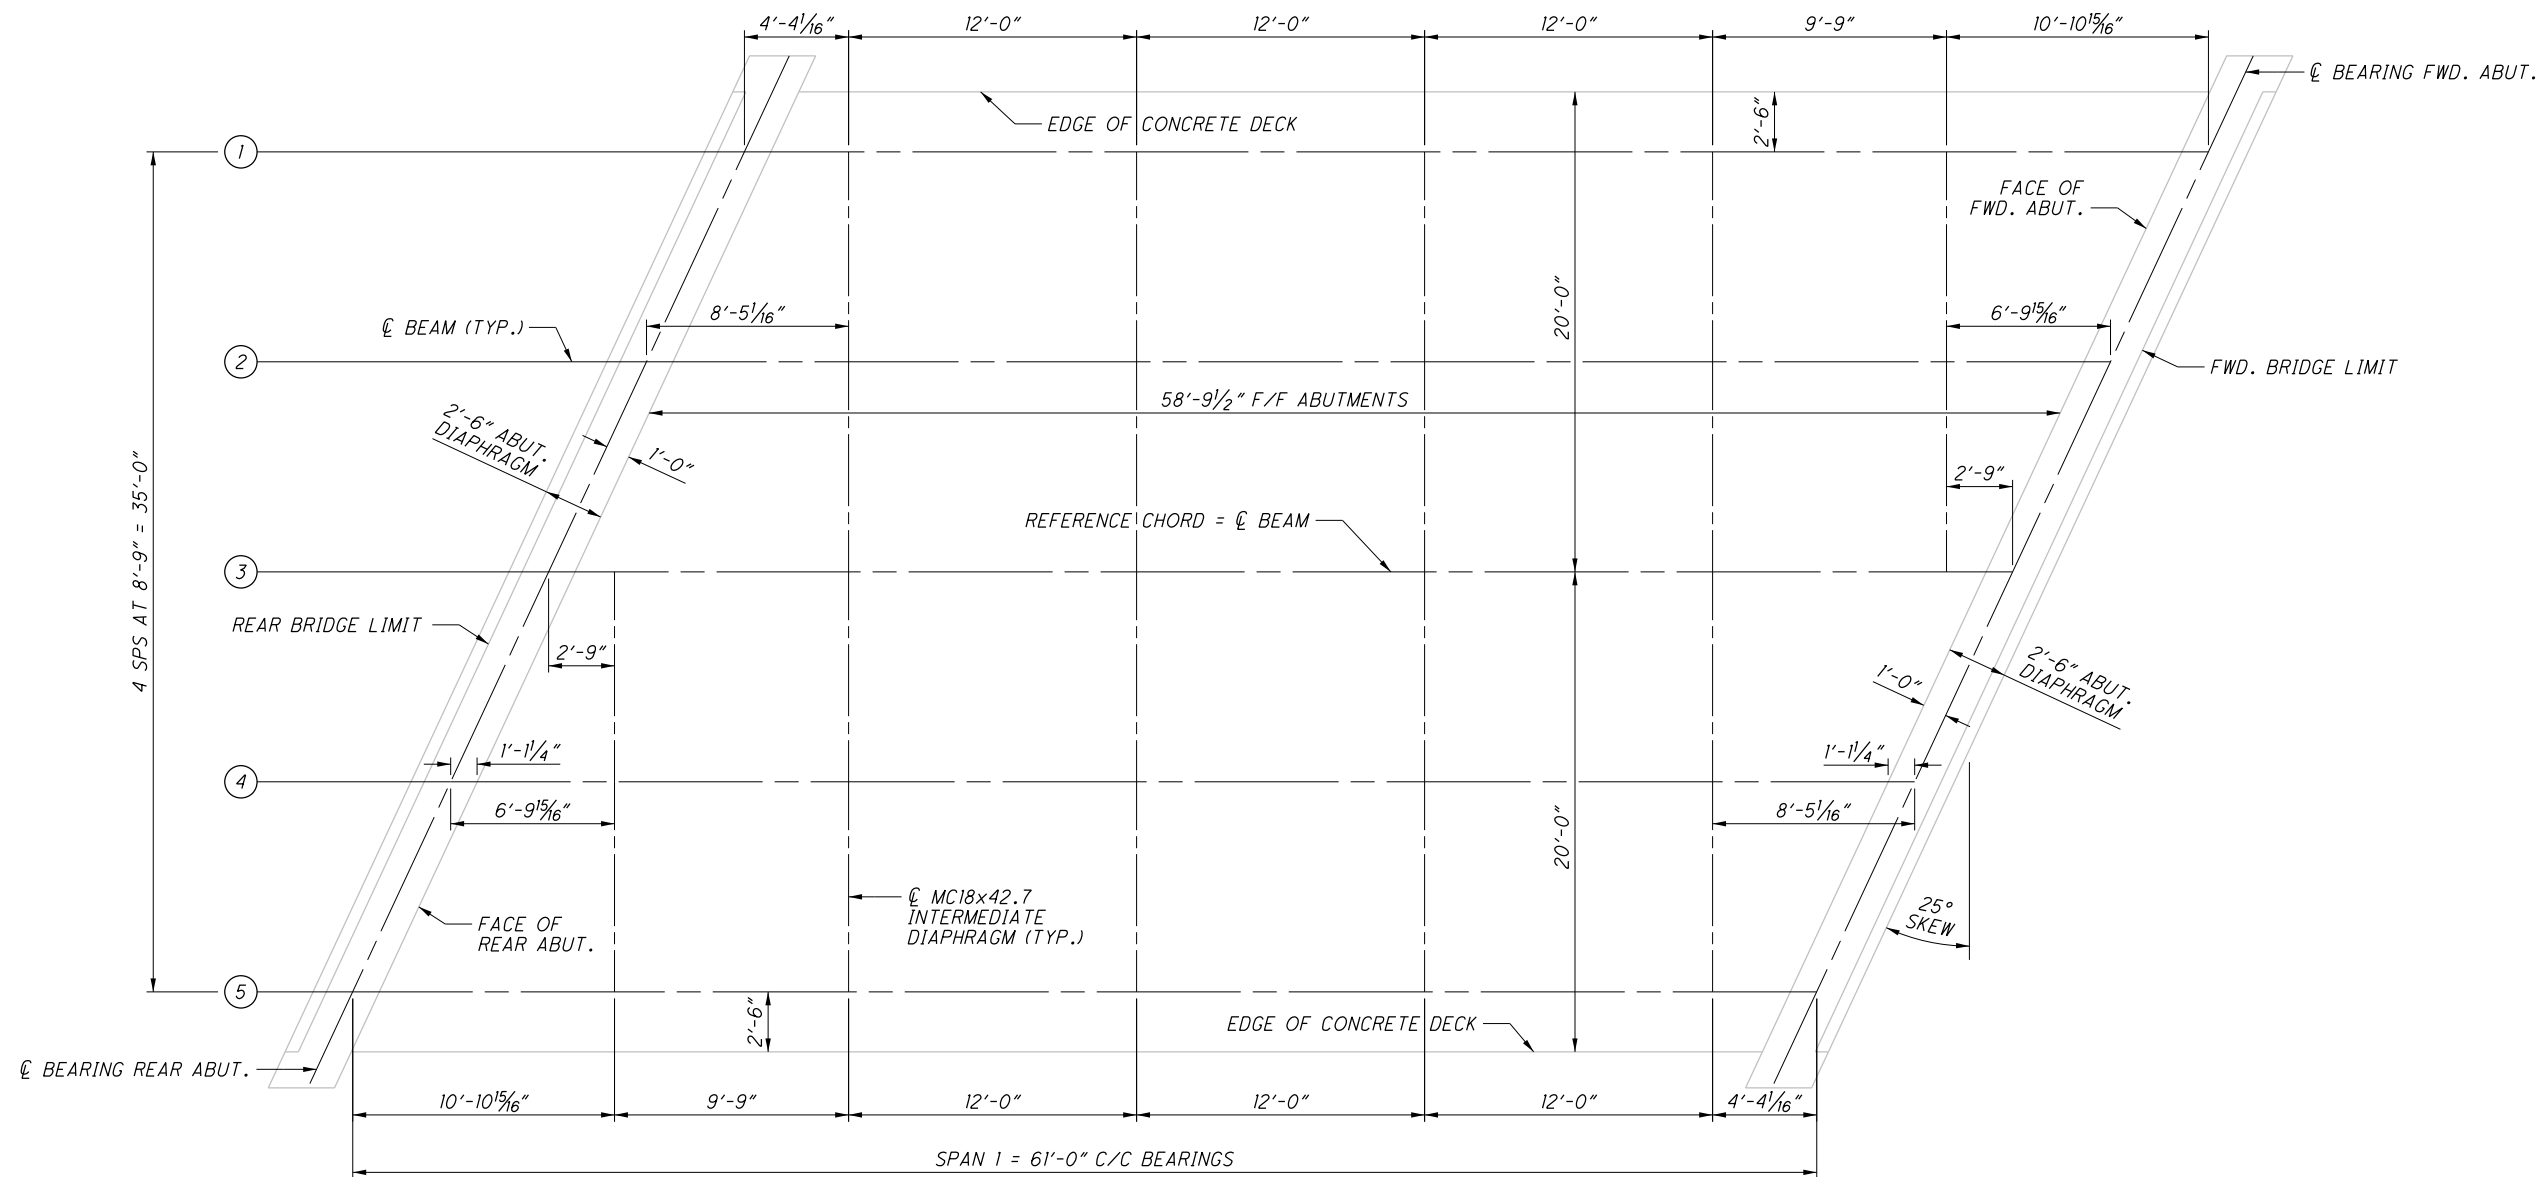 4'-4 1/16" 12'-0" 12'-0" 12'-0" 9'-9" 10'-10 15/16"
℄ BEARING FWD. ABUT.
EDGE OF CONCRETE DECK
2'-6"
1
FACE OF
FWD. ABUT.
20'-0"
8'-5 1/16"
6'-9 15/16"
℄ BEAM (TYP.)
2
FWD. BRIDGE LIMIT
58'-9 1/2" F/F ABUTMENTS
2'-6" ABUT.
DIAPHRAGM
1'-0"
2'-9"
4 SPS AT 8'-9" = 35'-0"
REFERENCE CHORD = ℄ BEAM
3
REAR BRIDGE LIMIT
2'-9"
2'-6" ABUT.
DIAPHRAGM
1'-0"
1'-1 1/4"
1'-1 1/4"
4
6'-9 15/16"
8'-5 1/16"
20'-0"
℄ MC18x42.7
INTERMEDIATE
DIAPHRAGM (TYP.)
FACE OF
REAR ABUT.
25°
SKEW
5
2'-6"
EDGE OF CONCRETE DECK
℄ BEARING REAR ABUT.
10'-10 15/16" 9'-9" 12'-0" 12'-0" 12'-0" 4'-4 1/16"
SPAN 1 = 61'-0" C/C BEARINGS